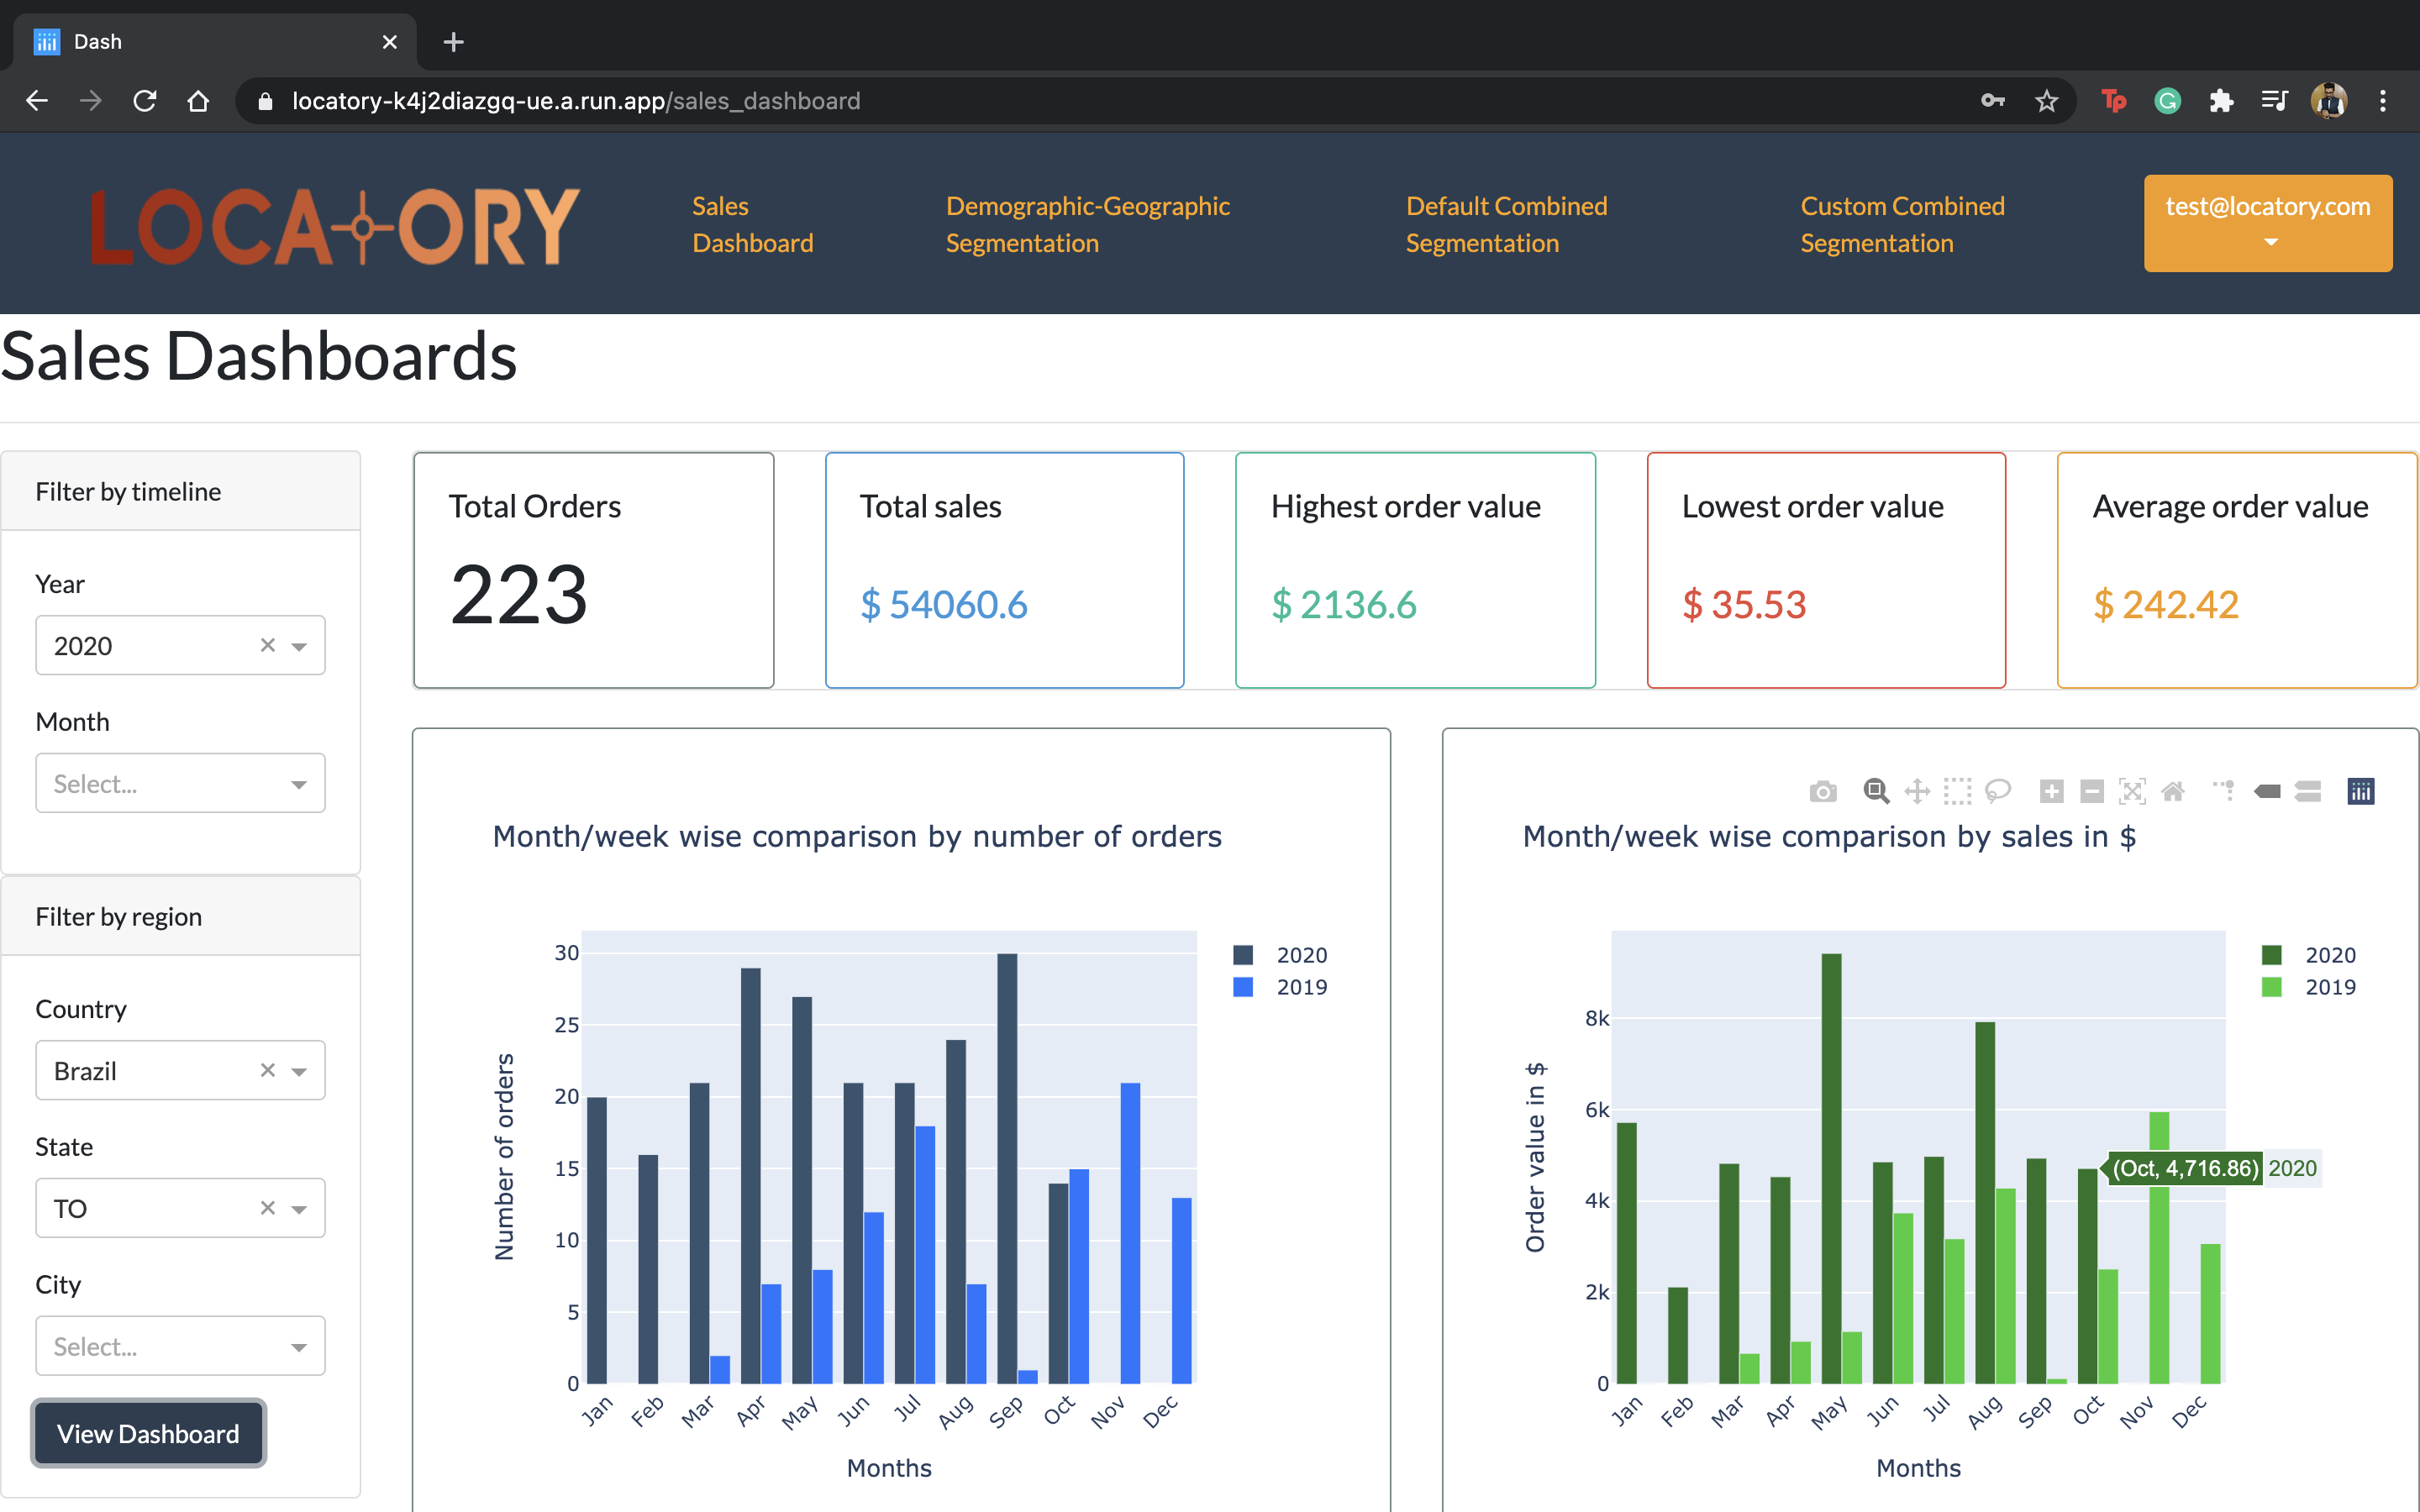 Dash
locatory-k4j2diazgq-ue.a.run.app/sales_dashboard
Tp
G
LOCATORY
Sales
Dashboard
Demographic-Geographic
Segmentation
Default Combined
Segmentation
Custom Combined
Segmentation
test@locatory.com
Sales Dashboards
Filter by timeline
Year
2020
Month
Select...
Filter by region
Country
Brazil
State
TO
City
Select...
View Dashboard
Total Orders
223
Total sales
$ 54060.6
Highest order value
$ 2136.6
Lowest order value
$ 35.53
Average order value
$ 242.42
Month/week wise comparison by number of orders
30
25
20
15
10
5
0
Number of orders
Jan Feb Mar Apr May Jun Jul Aug Sep Oct Nov Dec
Months
2020
2019
Month/week wise comparison by sales in $
8k
6k
4k
2k
0
Order value in $
(Oct, 4,716.86) 2020
Jan Feb Mar Apr May Jun Jul Aug Sep Oct Nov Dec
Months
2020
2019